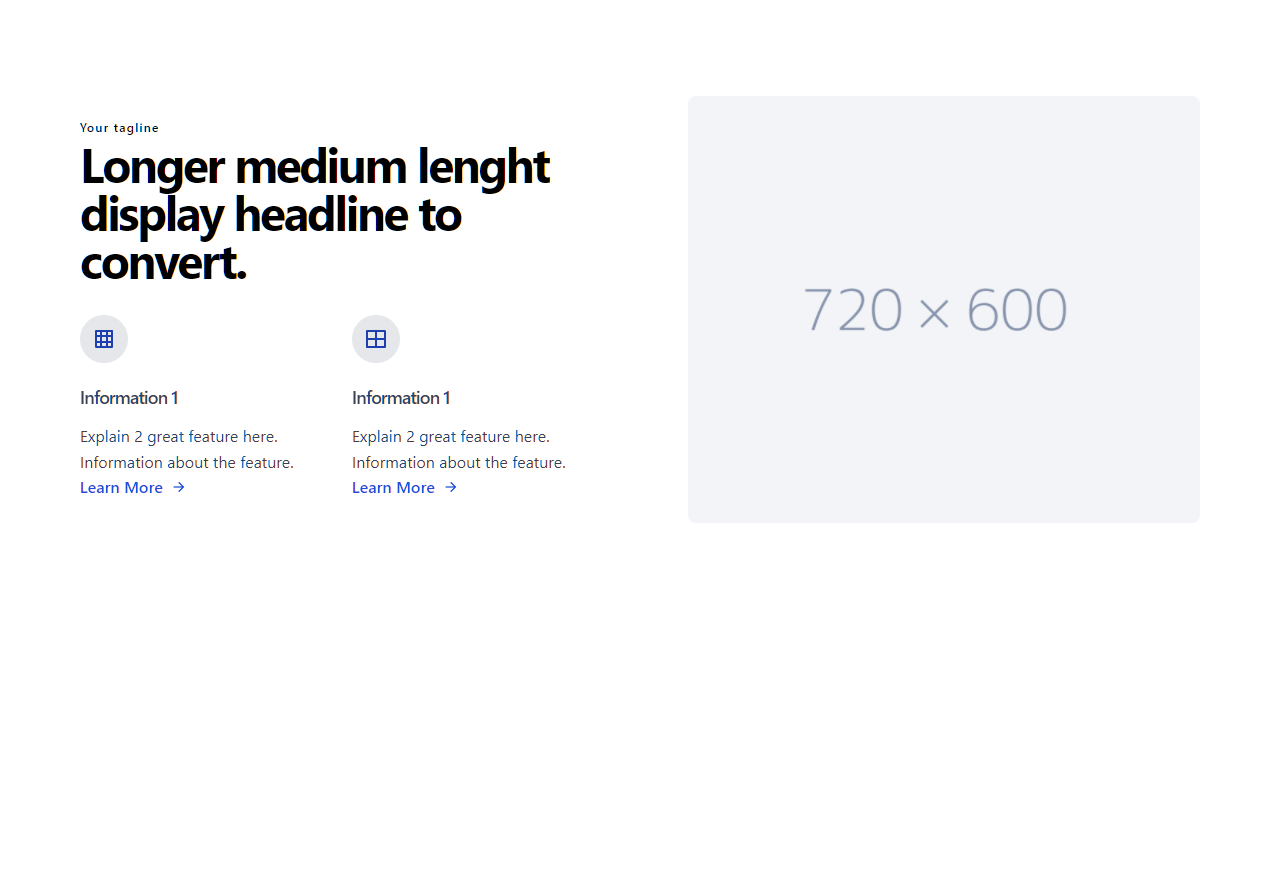 Your tagline
Longer medium lenght
display headline to
convert.
Information 1
Explain 2 great feature here.
Information about the feature.
Learn More →
Information 1
Explain 2 great feature here.
Information about the feature.
Learn More →
720 × 600